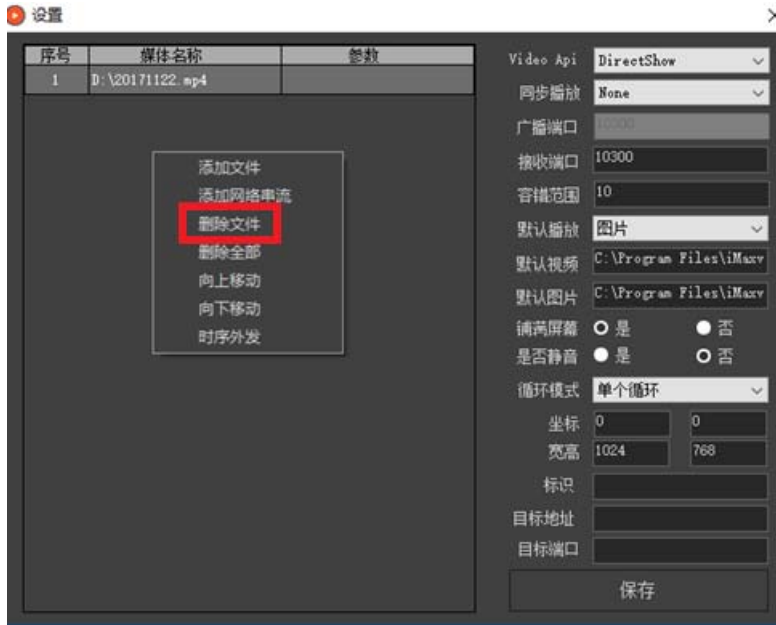 设置
序号 媒体名称 参数
1 D:\20171122.mp4
添加文件
添加网络串流
删除文件
删除全部
向上移动
向下移动
时序外发
Video Api DirectShow
同步播放 None
广播端口 10300
接收端口 10300
容错范围 10
默认播放 图片
默认视频 C:\Program Files\iMaxv
默认图片 C:\Program Files\iMaxv
铺满屏幕 是 否
是否静音 是 否
循环模式 单个循环
坐标 0 0
宽高 1024 768
标识
目标地址
目标端口
保存